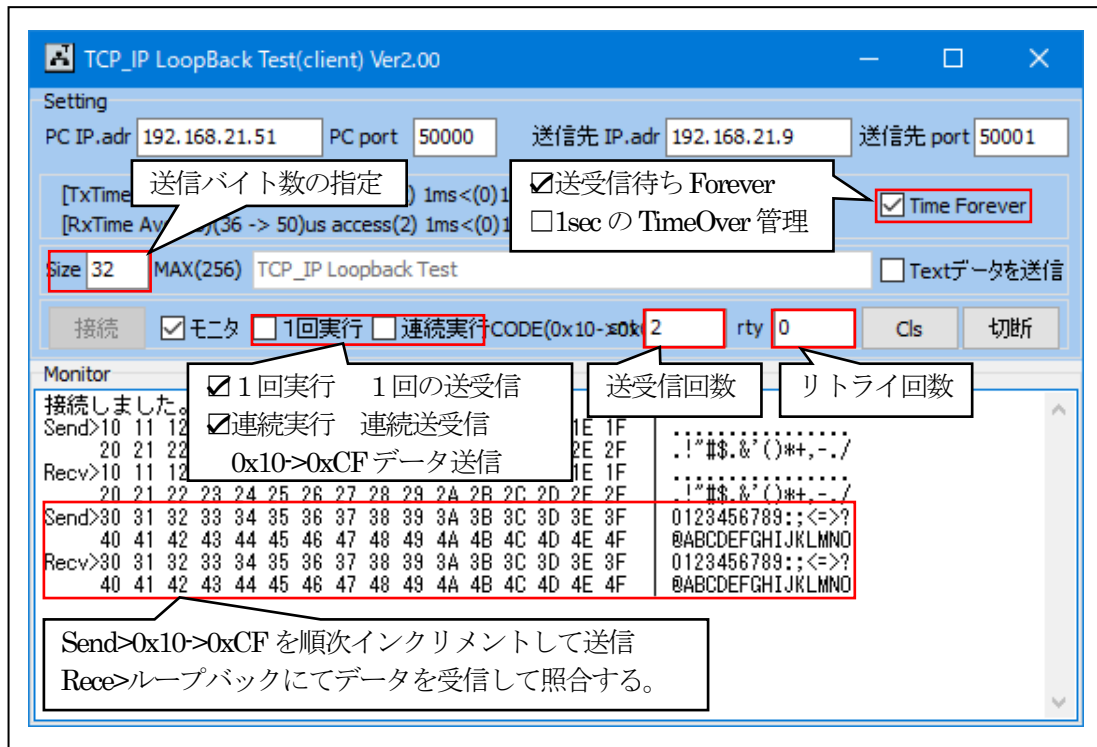 TCP_IP LoopBack Test(client) Ver2.00
Setting
PC IP.adr 192.168.21.51 PC port 50000 送信先 IP.adr 192.168.21.9 送信先 port 50001
送信バイト数の指定
☑送受信待ち Forever
□1sec の TimeOver 管理
[TxTime ) 1ms<(0)1
[RxTime Av (36 -> 50)us access(2) 1ms<(0)1
Time Forever
Size 32 MAX(256) TCP_IP Loopback Test Textデータを送信
接続 モニタ 1回実行 連続実行 CODE(0x10->0x 2 rty 0 Cls 切断
Monitor
☑１回実行 １回の送受信
☑連続実行 連続送受信
0x10->0xCF データ送信
送受信回数
リトライ回数
接続しました。
Send>10 11 12 1E 1F ................
20 21 22 2E 2F .!"#$.&'()*+,-./
Recv>10 11 12 1E 1F ................
20 21 22 23 24 25 26 27 28 29 2A 2B 2C 2D 2E 2F .!"#$.&'()*+,-./
Send>30 31 32 33 34 35 36 37 38 39 3A 3B 3C 3D 3E 3F 0123456789:;<=>?
40 41 42 43 44 45 46 47 48 49 4A 4B 4C 4D 4E 4F @ABCDEFGHIJKLMNO
Recv>30 31 32 33 34 35 36 37 38 39 3A 3B 3C 3D 3E 3F 0123456789:;<=>?
40 41 42 43 44 45 46 47 48 49 4A 4B 4C 4D 4E 4F @ABCDEFGHIJKLMNO
Send>0x10->0xCF を順次インクリメントして送信
Rece>ループバックにてデータを受信して照合する。